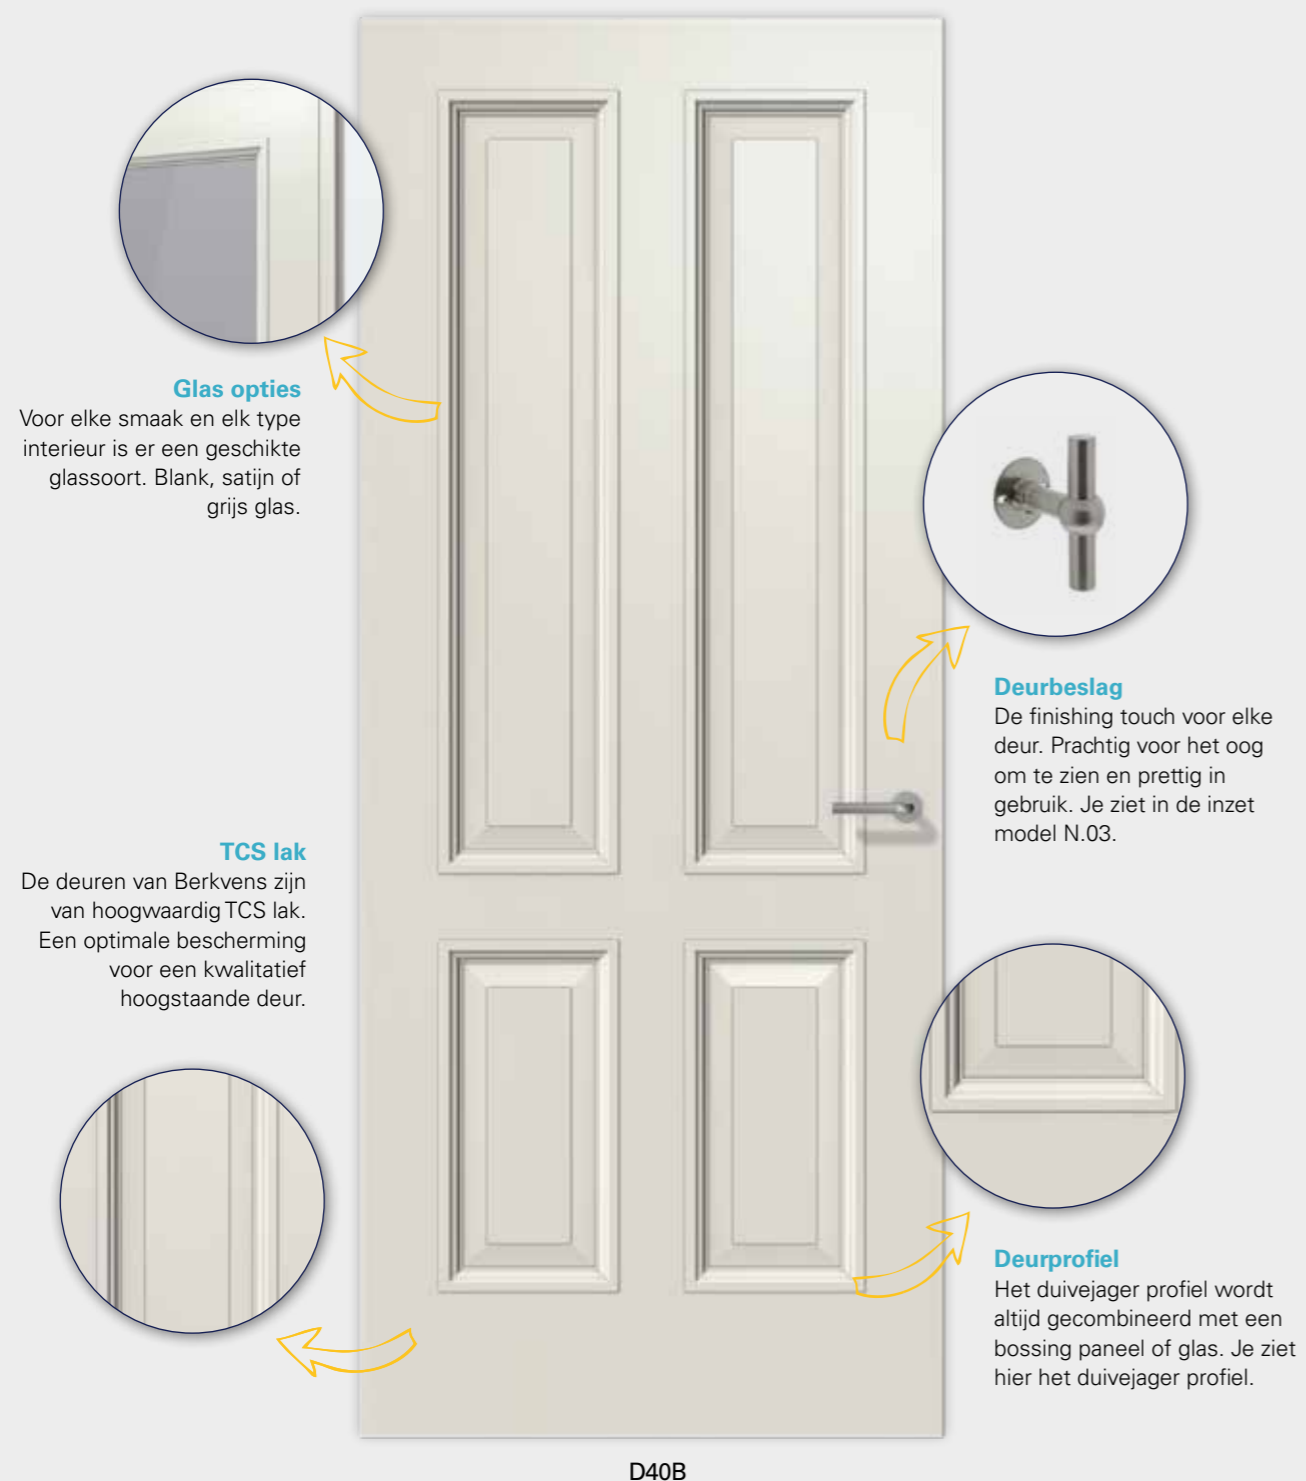 Glas opties
Voor elke smaak en elk type
interieur is er een geschikte
glassoort. Blank, satijn of
grijs glas.
Deurbeslag
De finishing touch voor elke
deur. Prachtig voor het oog
om te zien en prettig in
gebruik. Je ziet in de inzet
model N.03.
TCS lak
De deuren van Berkvens zijn
van hoogwaardig TCS lak.
Een optimale bescherming
voor een kwalitatief
hoogstaande deur.
Deurprofiel
Het duivejager profiel wordt
altijd gecombineerd met een
bossing paneel of glas. Je ziet
hier het duivejager profiel.
D40B